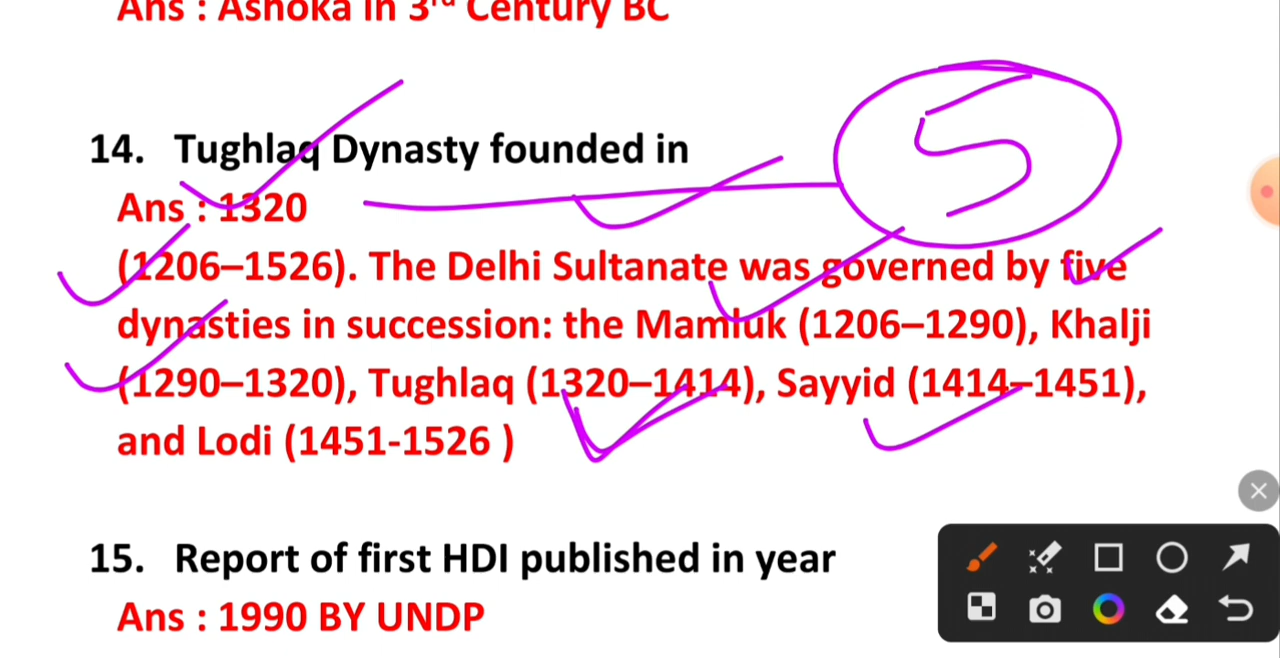 Ans : Ashoka in 3rd Century BC
14. Tughlaq Dynasty founded in
5
Ans : 1320
(1206–1526). The Delhi Sultanate was governed by five
dynasties in succession: the Mamluk (1206–1290), Khalji
(1290–1320), Tughlaq (1320–1414), Sayyid (1414–1451),
and Lodi (1451-1526 )
15. Report of first HDI published in year
Ans : 1990 BY UNDP